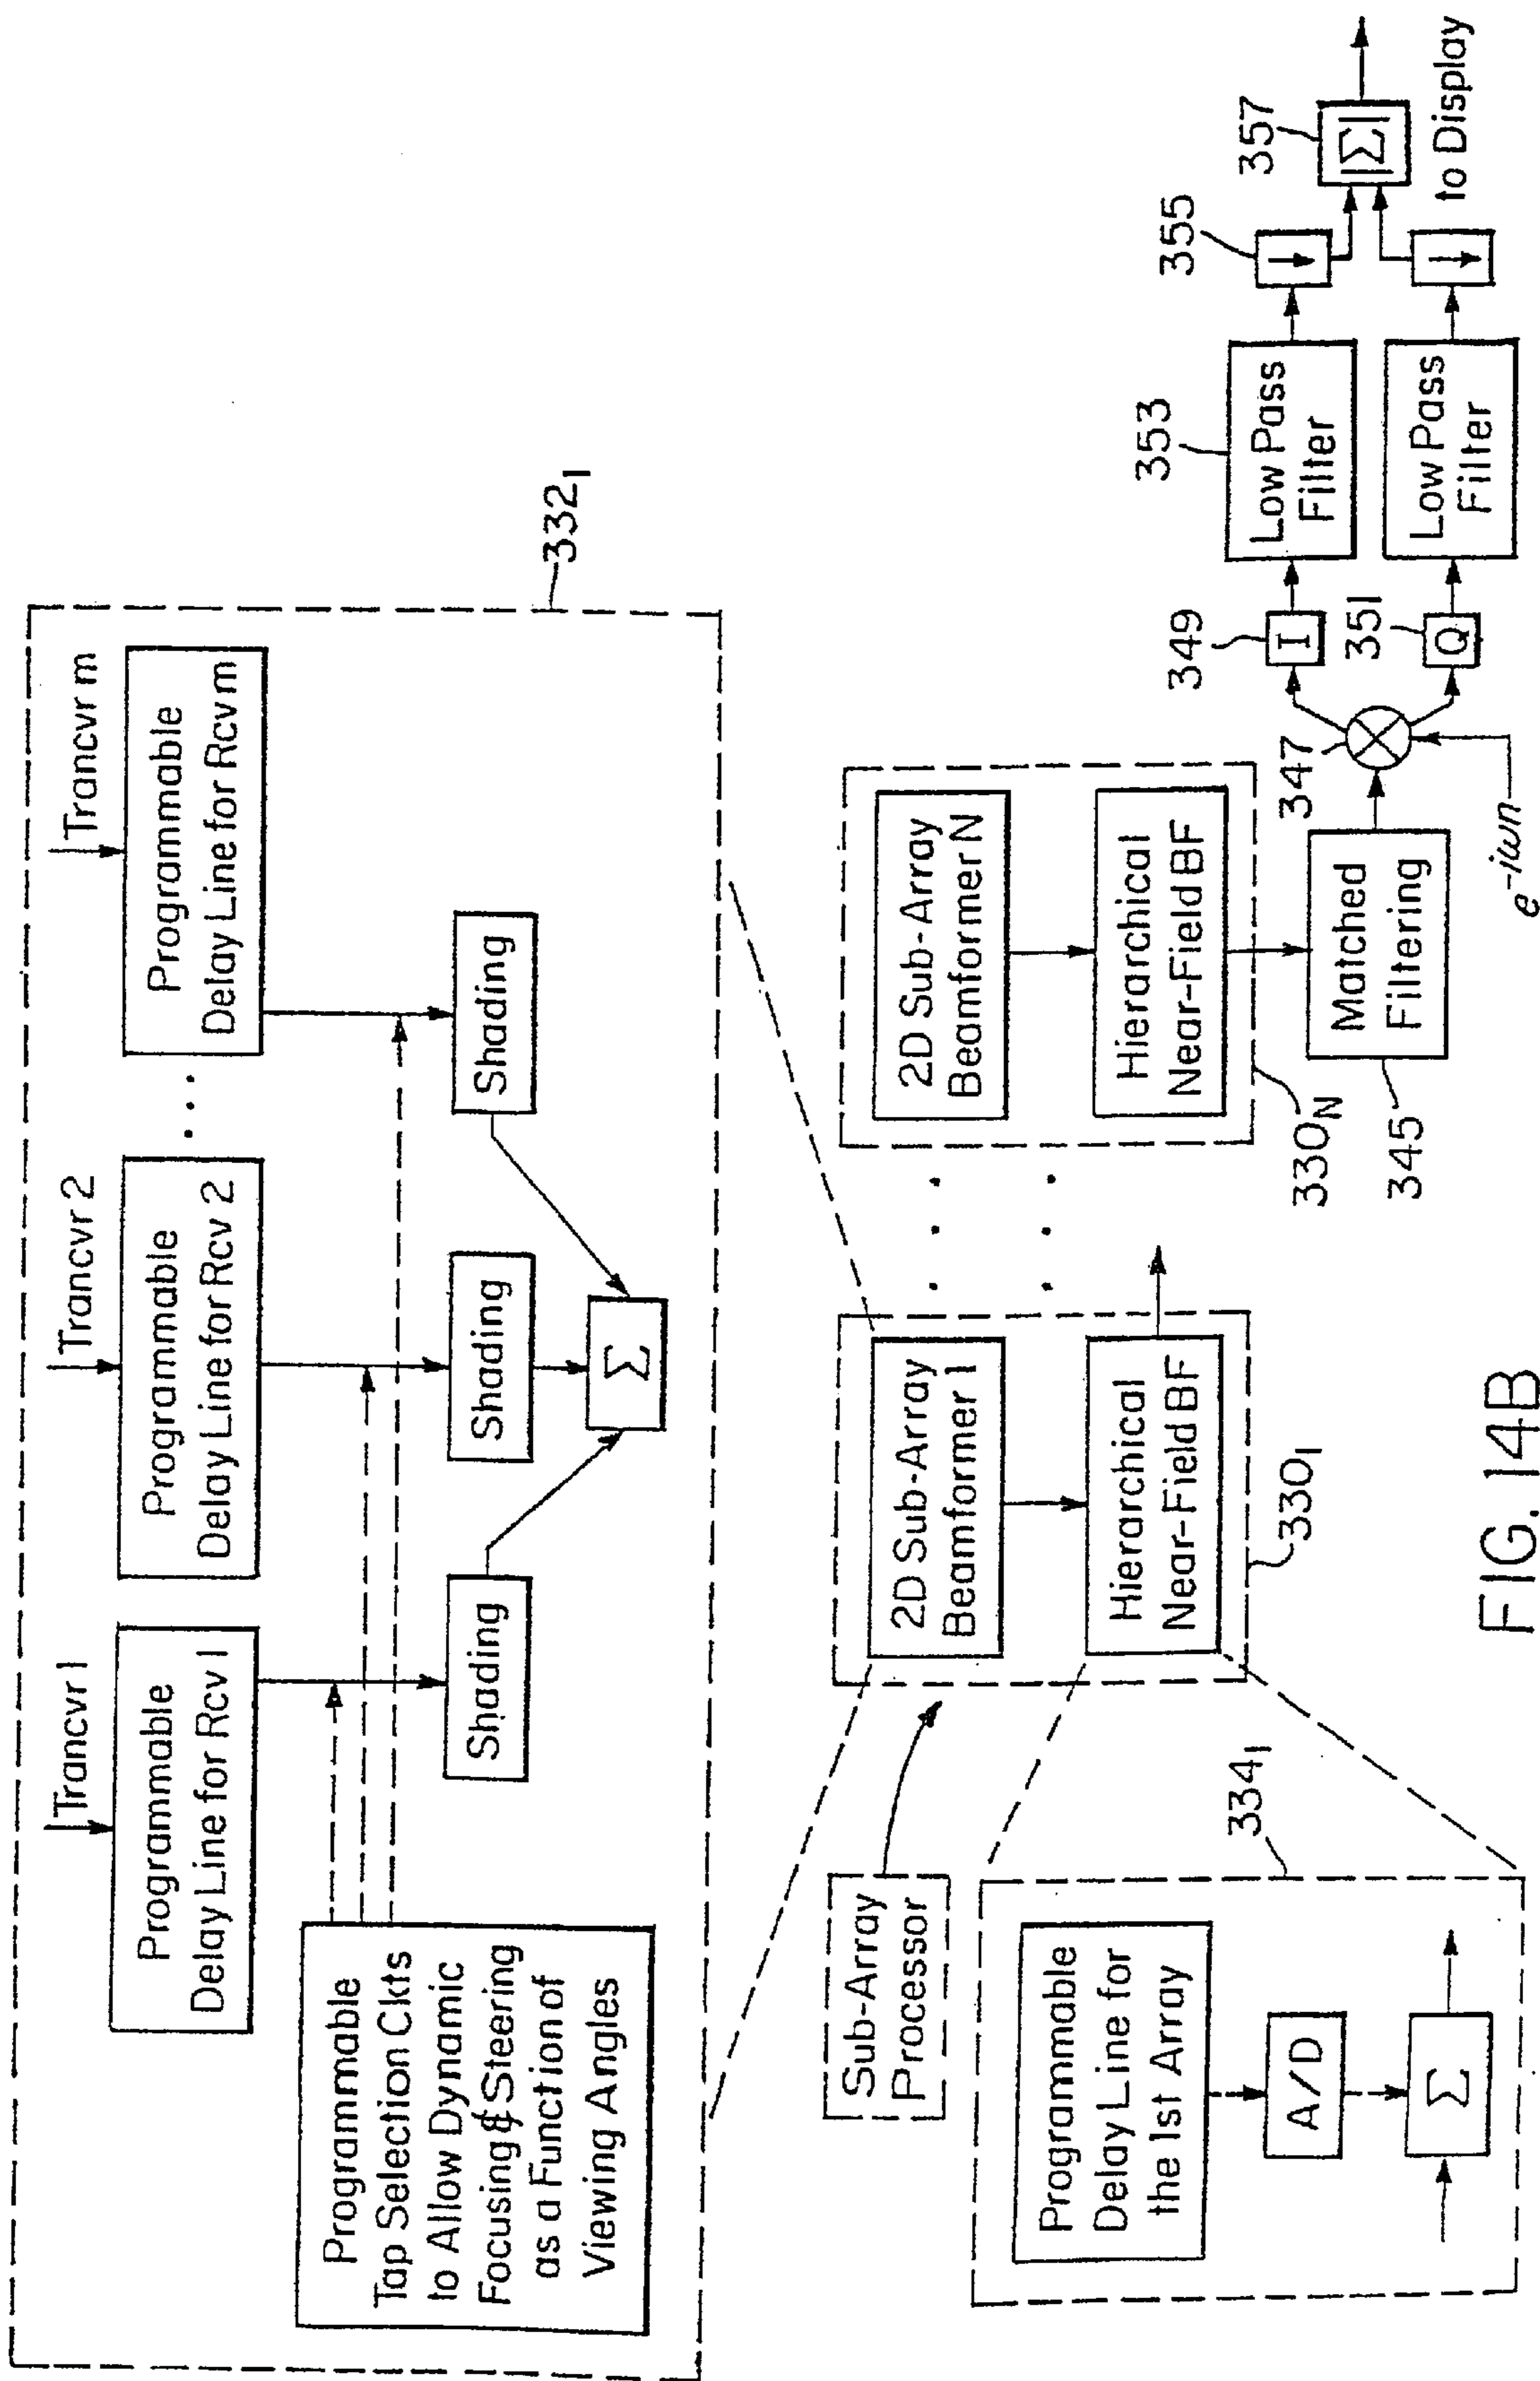 Trancvr 1
Trancvr 2
Trancvr m
Programmable
Delay Line for Rcv 1
Programmable
Delay Line for Rcv 2
. . .
Programmable
Delay Line for Rcv m
Programmable
Tap Selection Ckts
to Allow Dynamic
Focusing & Steering
as a Function of
Viewing Angles
Shading
Shading
Shading
Σ
332₁
Sub-Array
Processor
2D Sub-Array
Beamformer 1
Hierarchical
Near-Field BF
330₁
. . .
. . .
2D Sub-Array
Beamformer N
Hierarchical
Near-Field BF
330_N
334₁
Programmable
Delay Line for
the 1st Array
A/D
Σ
Matched
Filtering
345
347
e^-iωn
I
349
Q
351
Low Pass
Filter
353
Low Pass
Filter
355
|Σ|
357
to Display
FIG. 14B